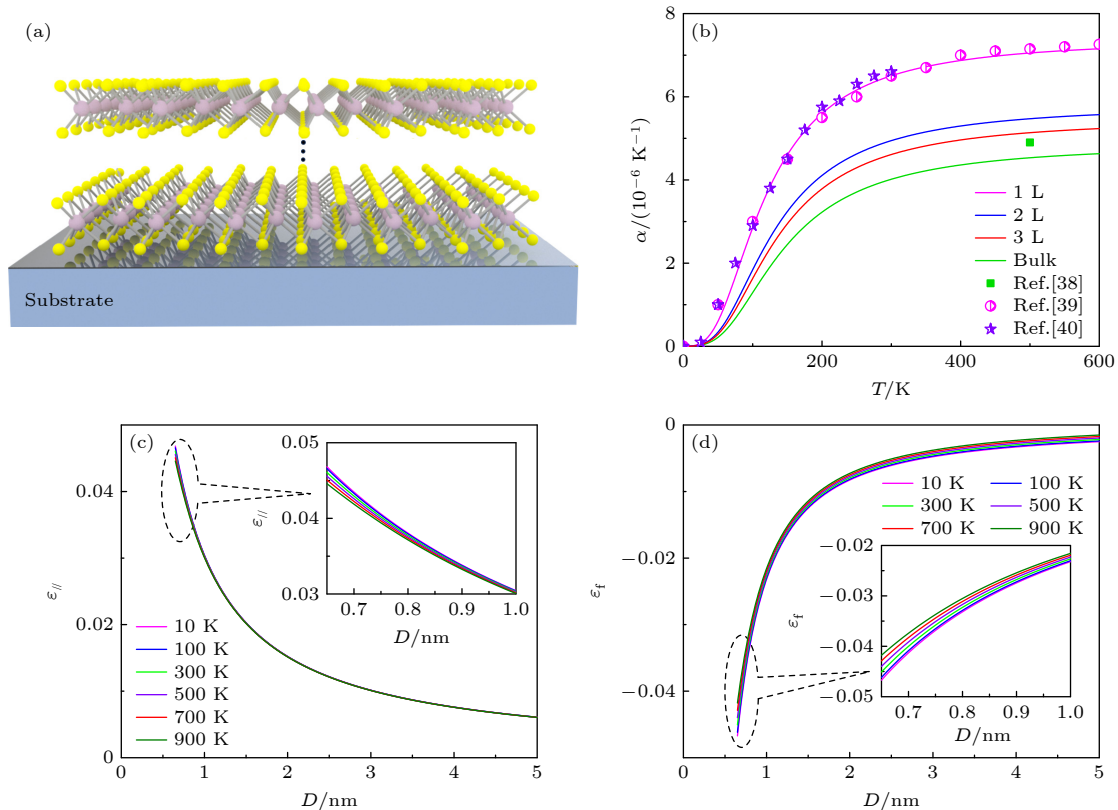 (a)
Substrate
(b)
8
6
4
2
0
0
200
400
600
α/(10⁻⁶ K⁻¹)
T/K
1 L
2 L
3 L
Bulk
Ref.[38]
Ref.[39]
Ref.[40]
(c)
0.04
0.02
0
0
1
2
3
4
5
ε//
D/nm
10 K
100 K
300 K
500 K
700 K
900 K
0.05
0.04
0.03
0.7
0.8
0.9
1.0
ε//
D/nm
(d)
0
−0.02
−0.04
0
1
2
3
4
5
εf
D/nm
10 K
100 K
300 K
500 K
700 K
900 K
−0.02
−0.03
−0.04
−0.05
0.7
0.8
0.9
1.0
εf
D/nm